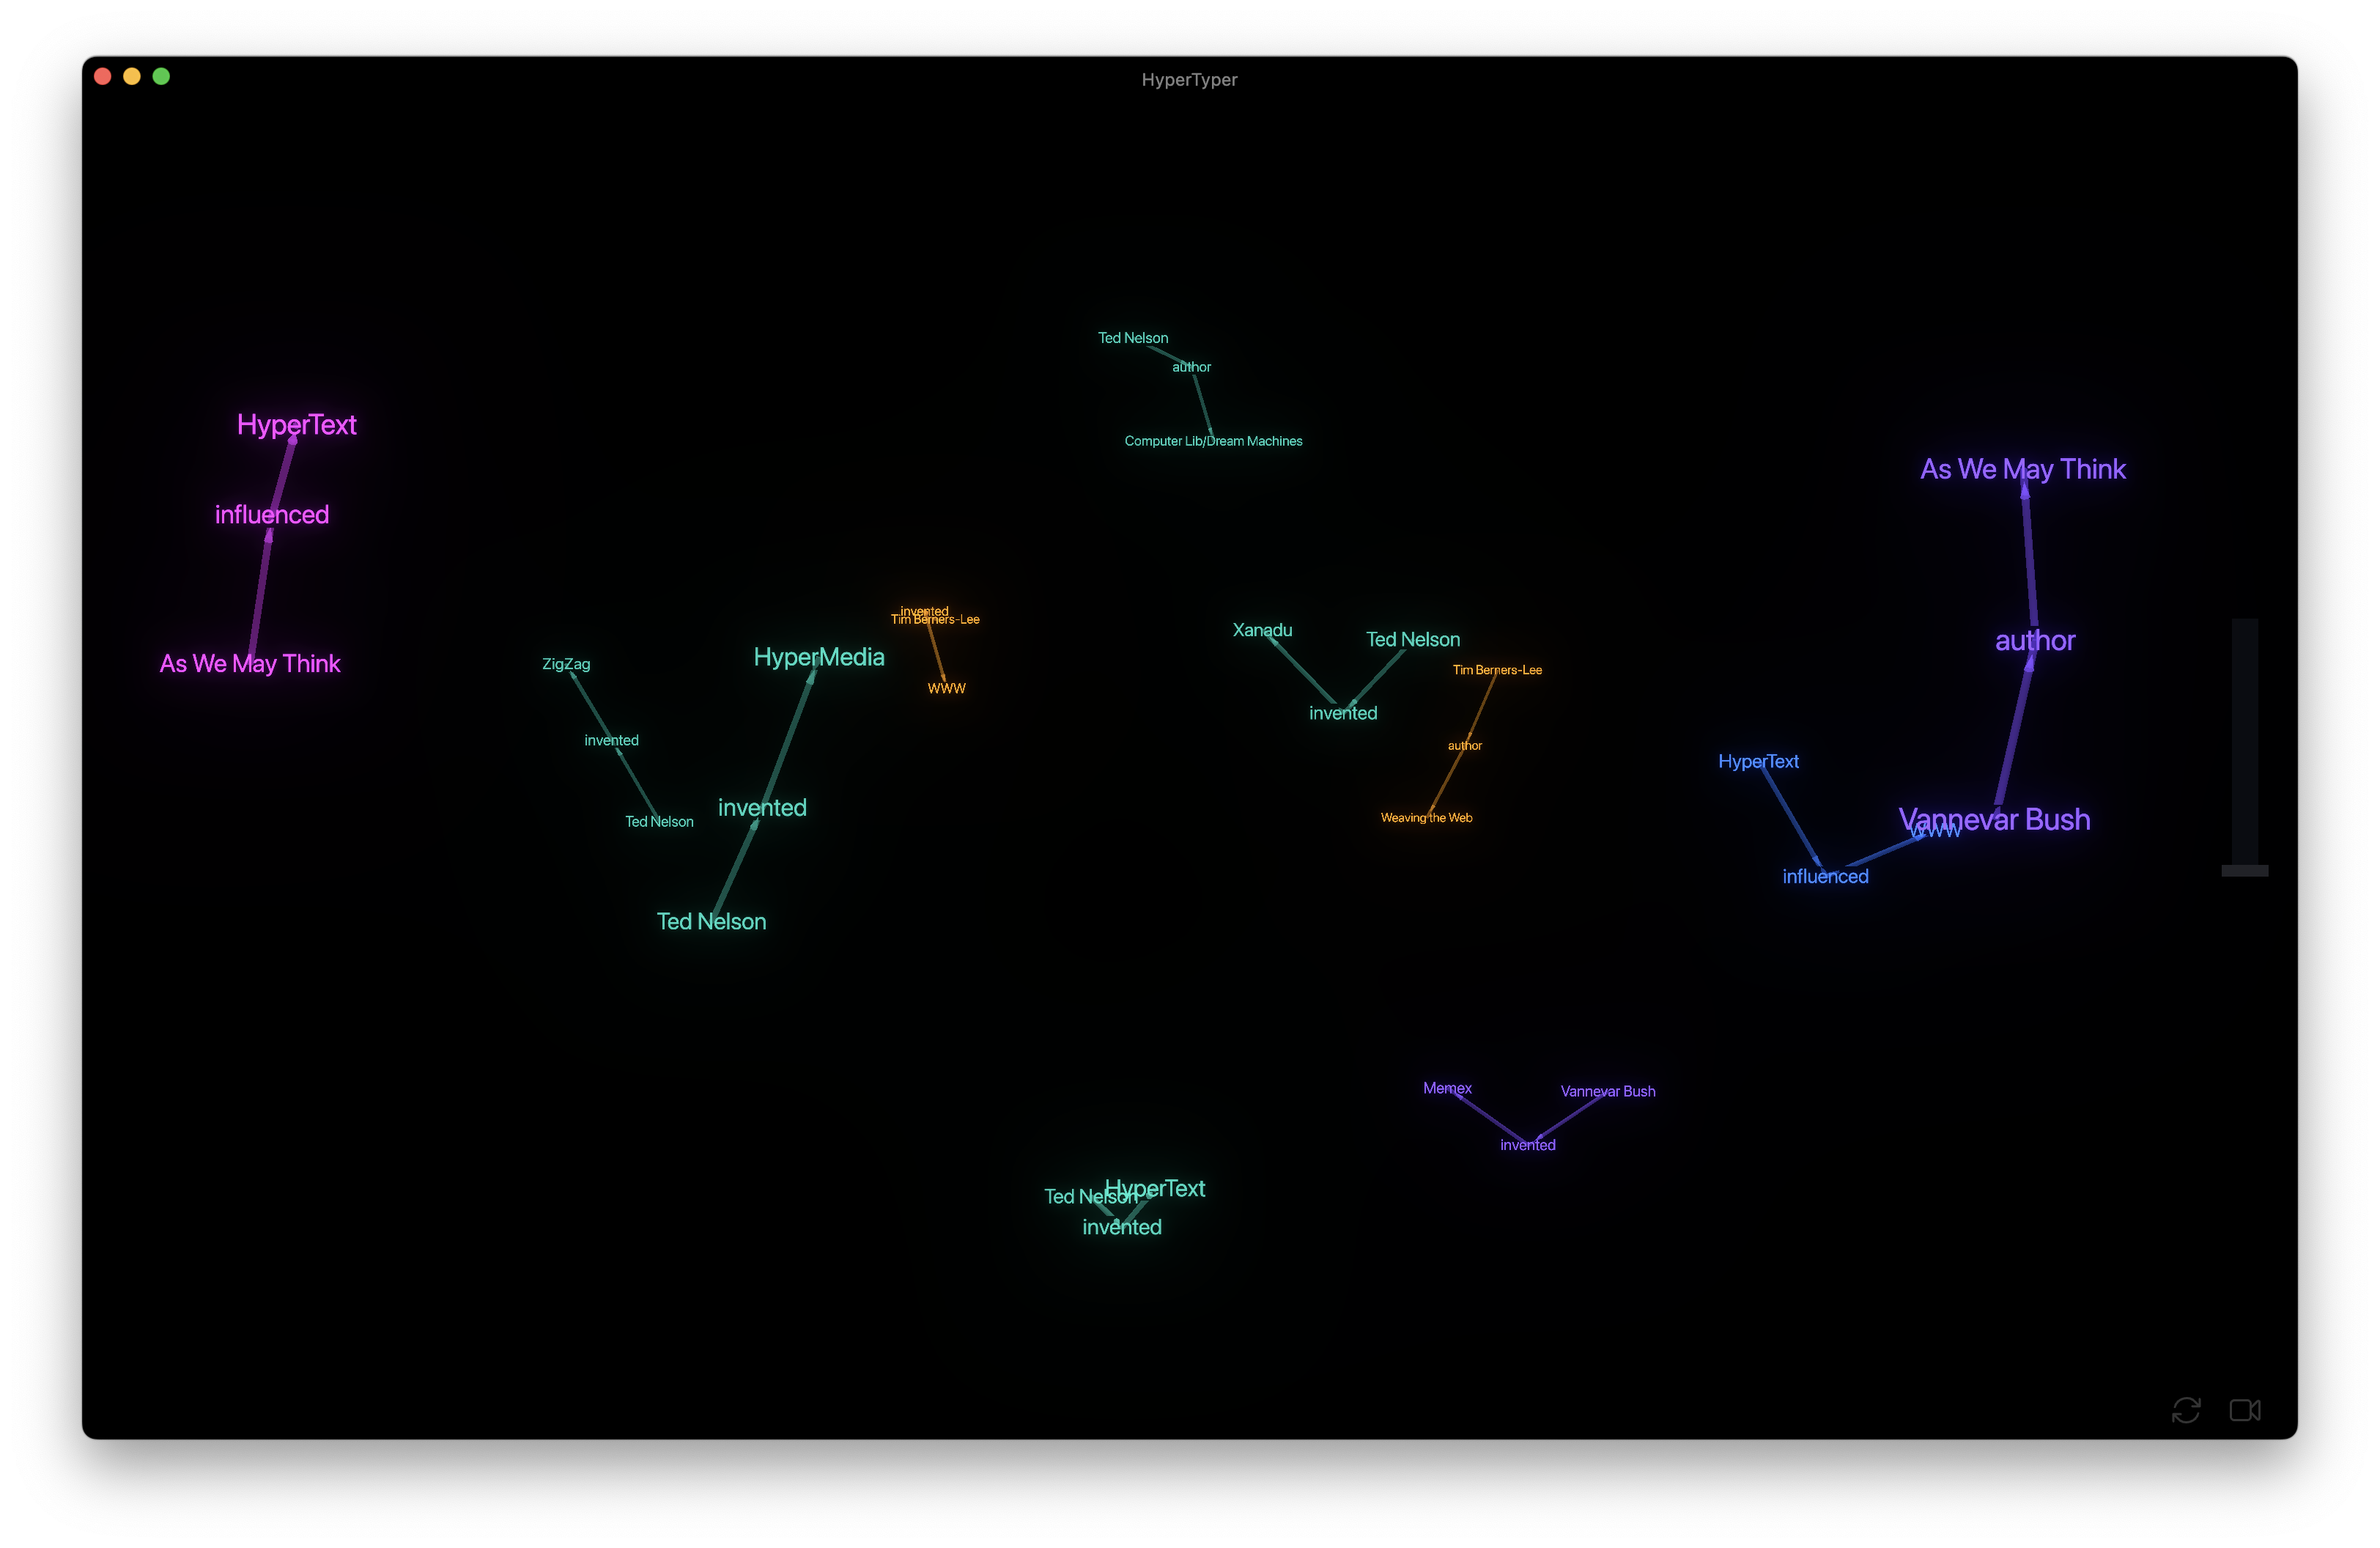 HyperTyper
Ted Nelson
author
Computer Lib/Dream Machines
HyperText
influenced
As We May Think
ZigZag
invented
Ted Nelson
HyperMedia
invented
Ted Nelson
invented
Tim Berners-Lee
WWW
Xanadu
Ted Nelson
invented
Tim Berners-Lee
author
Weaving the Web
As We May Think
author
Vannevar Bush
HyperText
influenced
WWW
Memex
Vannevar Bush
invented
Ted Nelson
HyperText
invented